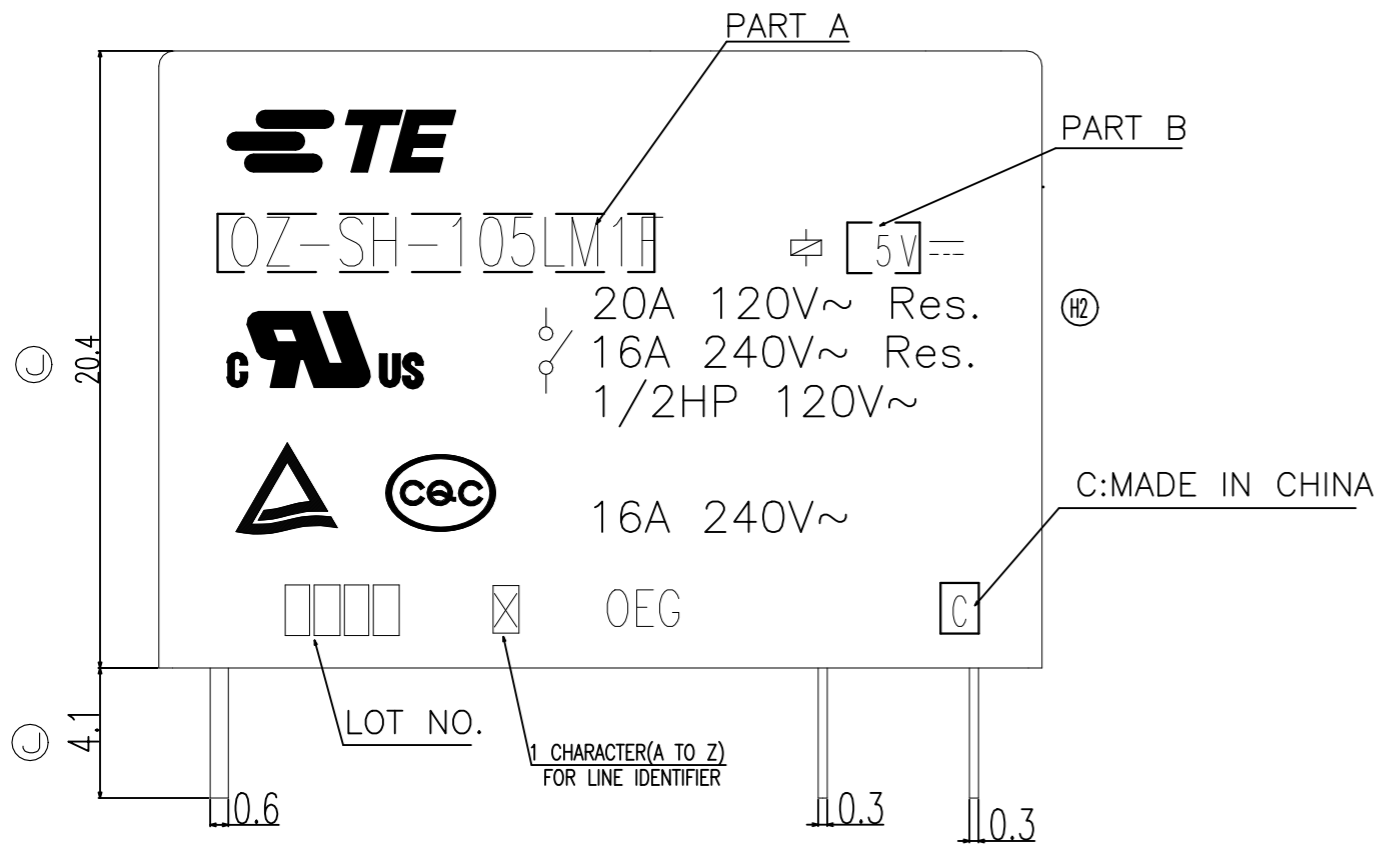 PART A
TE
PART B
OZ-SH-105LM1F
5V
20A 120V~ Res.
H2
16A 240V~ Res.
J
20.4
c RU US
1/2HP 120V~
CQC
C:MADE IN CHINA
16A 240V~
X
OEG
C
LOT NO.
J
4.1
1 CHARACTER(A TO Z)
FOR LINE IDENTIFIER
0.6
0.3
0.3